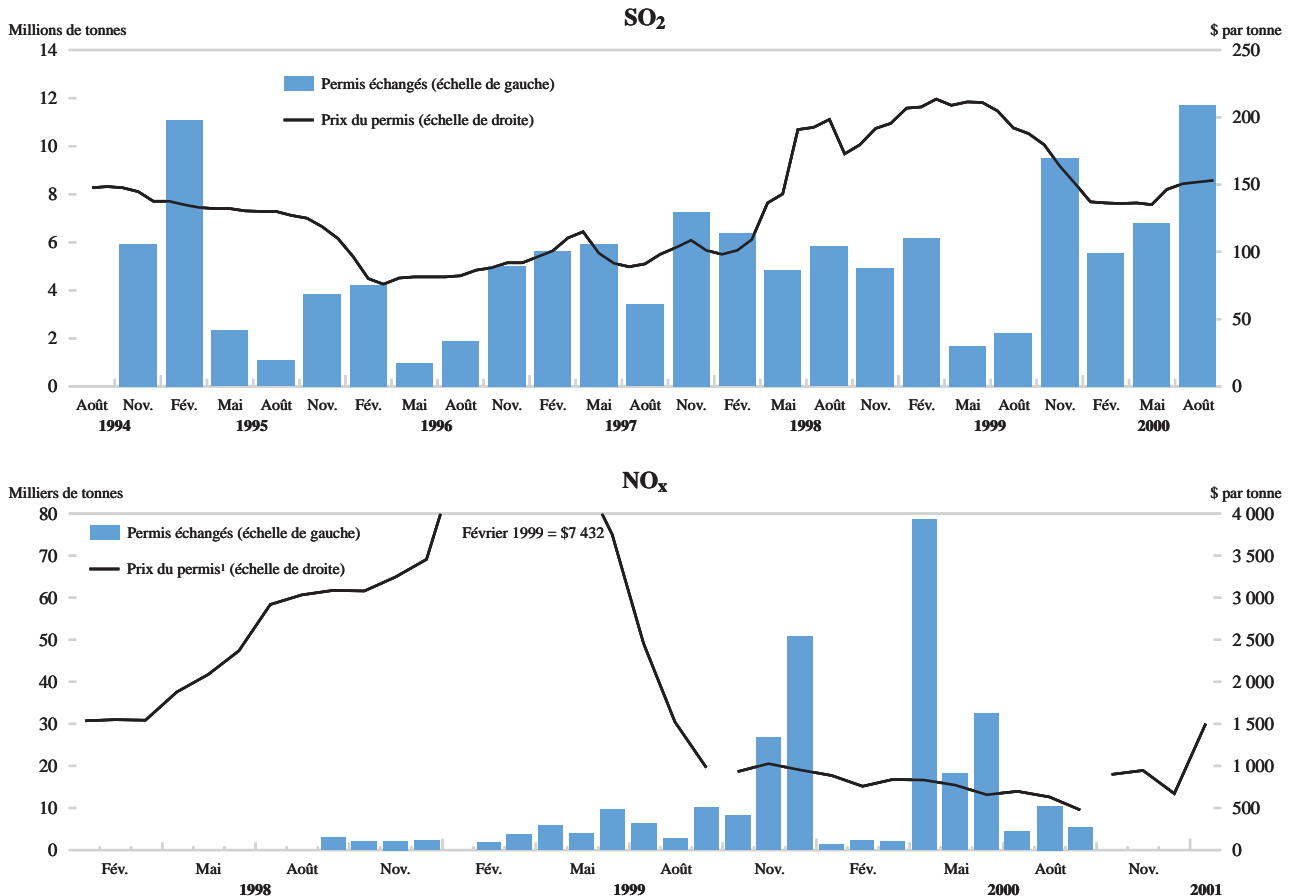 SO2
Millions de tonnes
$ par tonne
14
250
Permis échangés (échelle de gauche)
12
200
Prix du permis (échelle de droite)
10
150
8
6
100
4
50
2
0
0
Août Nov. Fév. Mai Août Nov. Fév. Mai Août Nov. Fév. Mai Août Nov. Fév. Mai Août Nov. Fév. Mai Août Nov. Fév. Mai Août
1994 1995 1996 1997 1998 1999 2000
NOx
Milliers de tonnes
$ par tonne
80 4 000
Permis échangés (échelle de gauche)
Février 1999 = $7 432
70 3 500
Prix du permis¹ (échelle de droite)
60 3 000
50 2 500
40 2 000
30 1 500
20 1 000
10 500
0 0
Fév. Mai Août Nov. Fév. Mai Août Nov. Fév. Mai Août Nov.
1998 1999 2000 2001